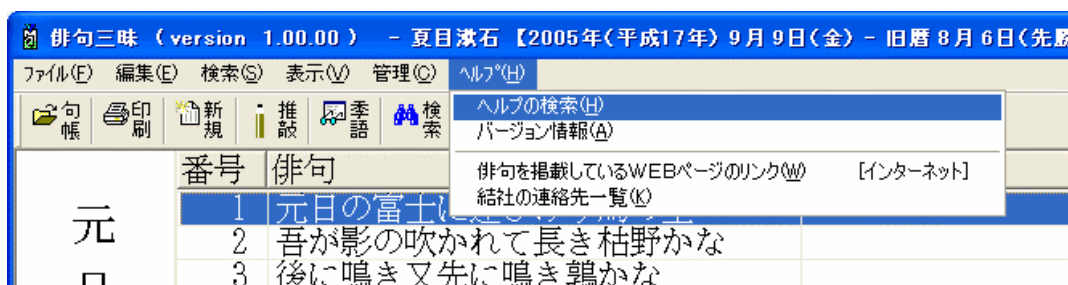 俳句三昧 （version 1.00.00 ） - 夏目漱石 【2005年(平成17年) 9月 9日(金) - 旧暦 8月 6日(先勝
ファイル(F) 編集(E) 検索(S) 表示(V) 管理(C) ヘルプ(H)
句帳 印刷 新規 推敲 季語 検索
ヘルプの検索(H)
バージョン情報(A)
俳句を掲載しているWEBページのリンク(W) [インターネット]
結社の連絡先一覧(K)
番号 俳句
元
1 元日の富士に
2 吾が影の吹かれて長き枯野かな
3 後に鳴き又先に鳴き鶉かな